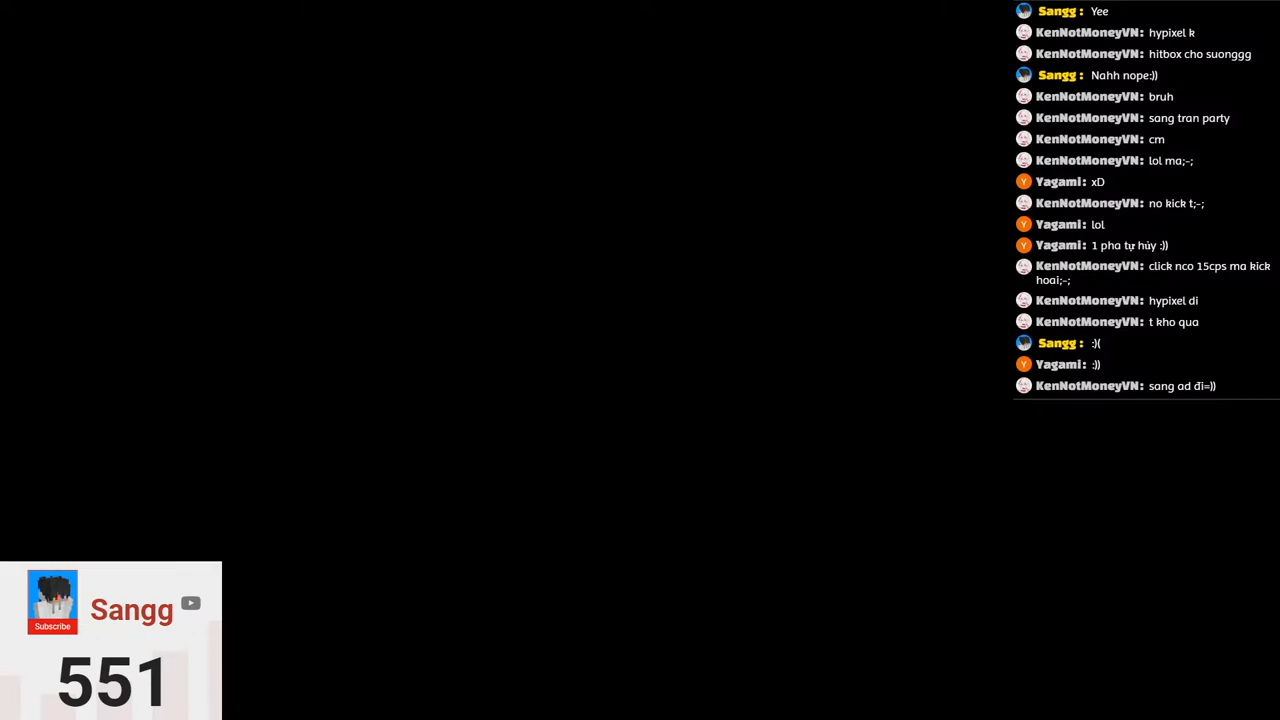 Sangg : Yee
KenNotMoneyVN: hypixel k
KenNotMoneyVN: hitbox cho suonggg
Sangg : Nahh nope:))
KenNotMoneyVN: bruh
KenNotMoneyVN: sang tran party
KenNotMoneyVN: cm
KenNotMoneyVN: lol ma;-;
Y Yagami: xD
KenNotMoneyVN: no kick t;-;
Y Yagami: lol
Y Yagami: 1 pha tự hủy :))
KenNotMoneyVN: click nco 15cps ma kick
hoai;-;
KenNotMoneyVN: hypixel di
KenNotMoneyVN: t kho qua
Sangg : :)(
Y Yagami: :))
KenNotMoneyVN: sang ad đi=))
Sangg
Subscribe
551